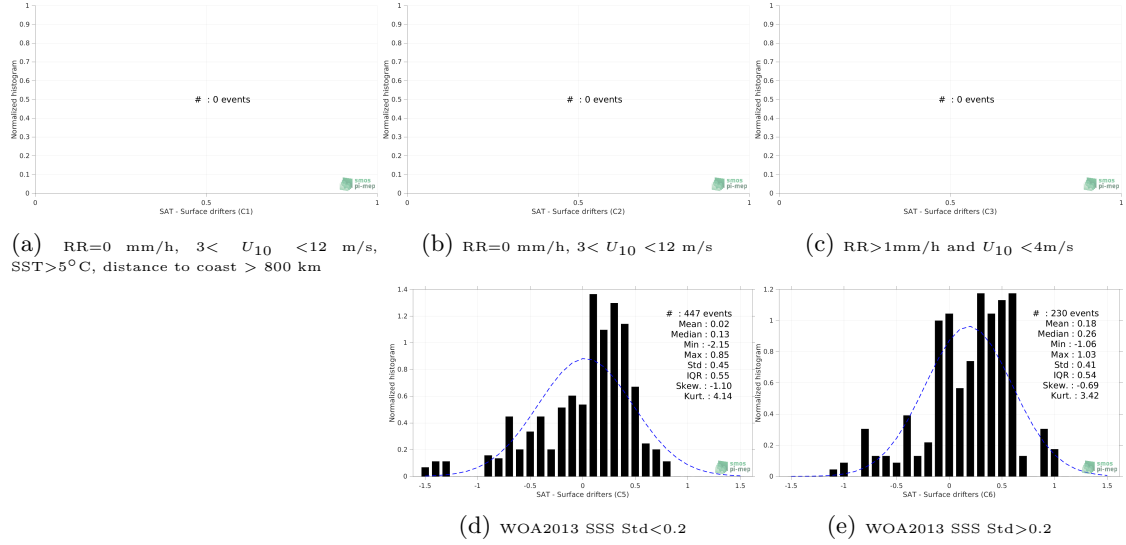 1
0.9
0.8
0.7
0.6
0.5
0.4
0.3
0.2
0.1
0
Normalized histogram
# : 0 events
smos
pi-mep
0 0.5 1
SAT - Surface drifters (C1)
1
0.9
0.8
0.7
0.6
0.5
0.4
0.3
0.2
0.1
0
Normalized histogram
# : 0 events
smos
pi-mep
0 0.5 1
SAT - Surface drifters (C2)
1
0.9
0.8
0.7
0.6
0.5
0.4
0.3
0.2
0.1
0
Normalized histogram
# : 0 events
smos
pi-mep
0 0.5 1
SAT - Surface drifters (C3)
(a) RR=0 mm/h, 3< U10 <12 m/s,
SST>5°C, distance to coast > 800 km
(b) RR=0 mm/h, 3< U10 <12 m/s
(c) RR>1mm/h and U10 <4m/s
1.4
1.2
1
0.8
0.6
0.4
0.2
0
Normalized histogram
# : 447 events
Mean : 0.02
Median : 0.13
Min : -2.15
Max : 0.85
Std : 0.45
IQR : 0.55
Skew. : -1.10
Kurt. : 4.14
smos
pi-mep
-1.5 -1 -0.5 0 0.5 1 1.5
SAT - Surface drifters (C5)
1.2
1
0.8
0.6
0.4
0.2
0
Normalized histogram
# : 230 events
Mean : 0.18
Median : 0.26
Min : -1.06
Max : 1.03
Std : 0.41
IQR : 0.54
Skew. : -0.69
Kurt. : 3.42
smos
pi-mep
-1.5 -1 -0.5 0 0.5 1 1.5
SAT - Surface drifters (C6)
(d) WOA2013 SSS Std<0.2
(e) WOA2013 SSS Std>0.2